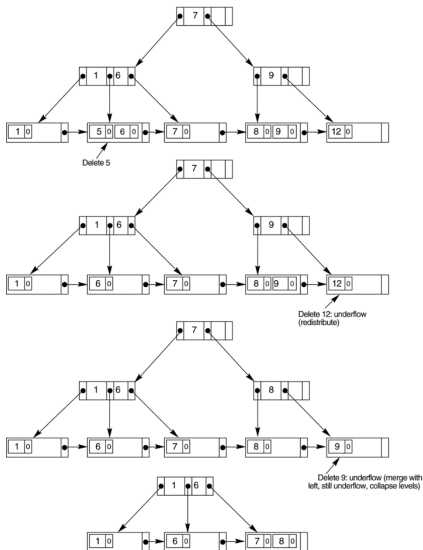 7
1 6
9
1 0
5 0 6 0
7 0
8 0 9 0
12 0
Delete 5
7
1 6
9
1 0
6 0
7 0
8 0 9 0
12 0
Delete 12: underflow
(redistribute)
7
1 6
8
1 0
6 0
7 0
8 0
9 0
Delete 9: underflow (merge with
left, still underflow, collapse levels)
1 6
1 0
6 0
7 0 8 0